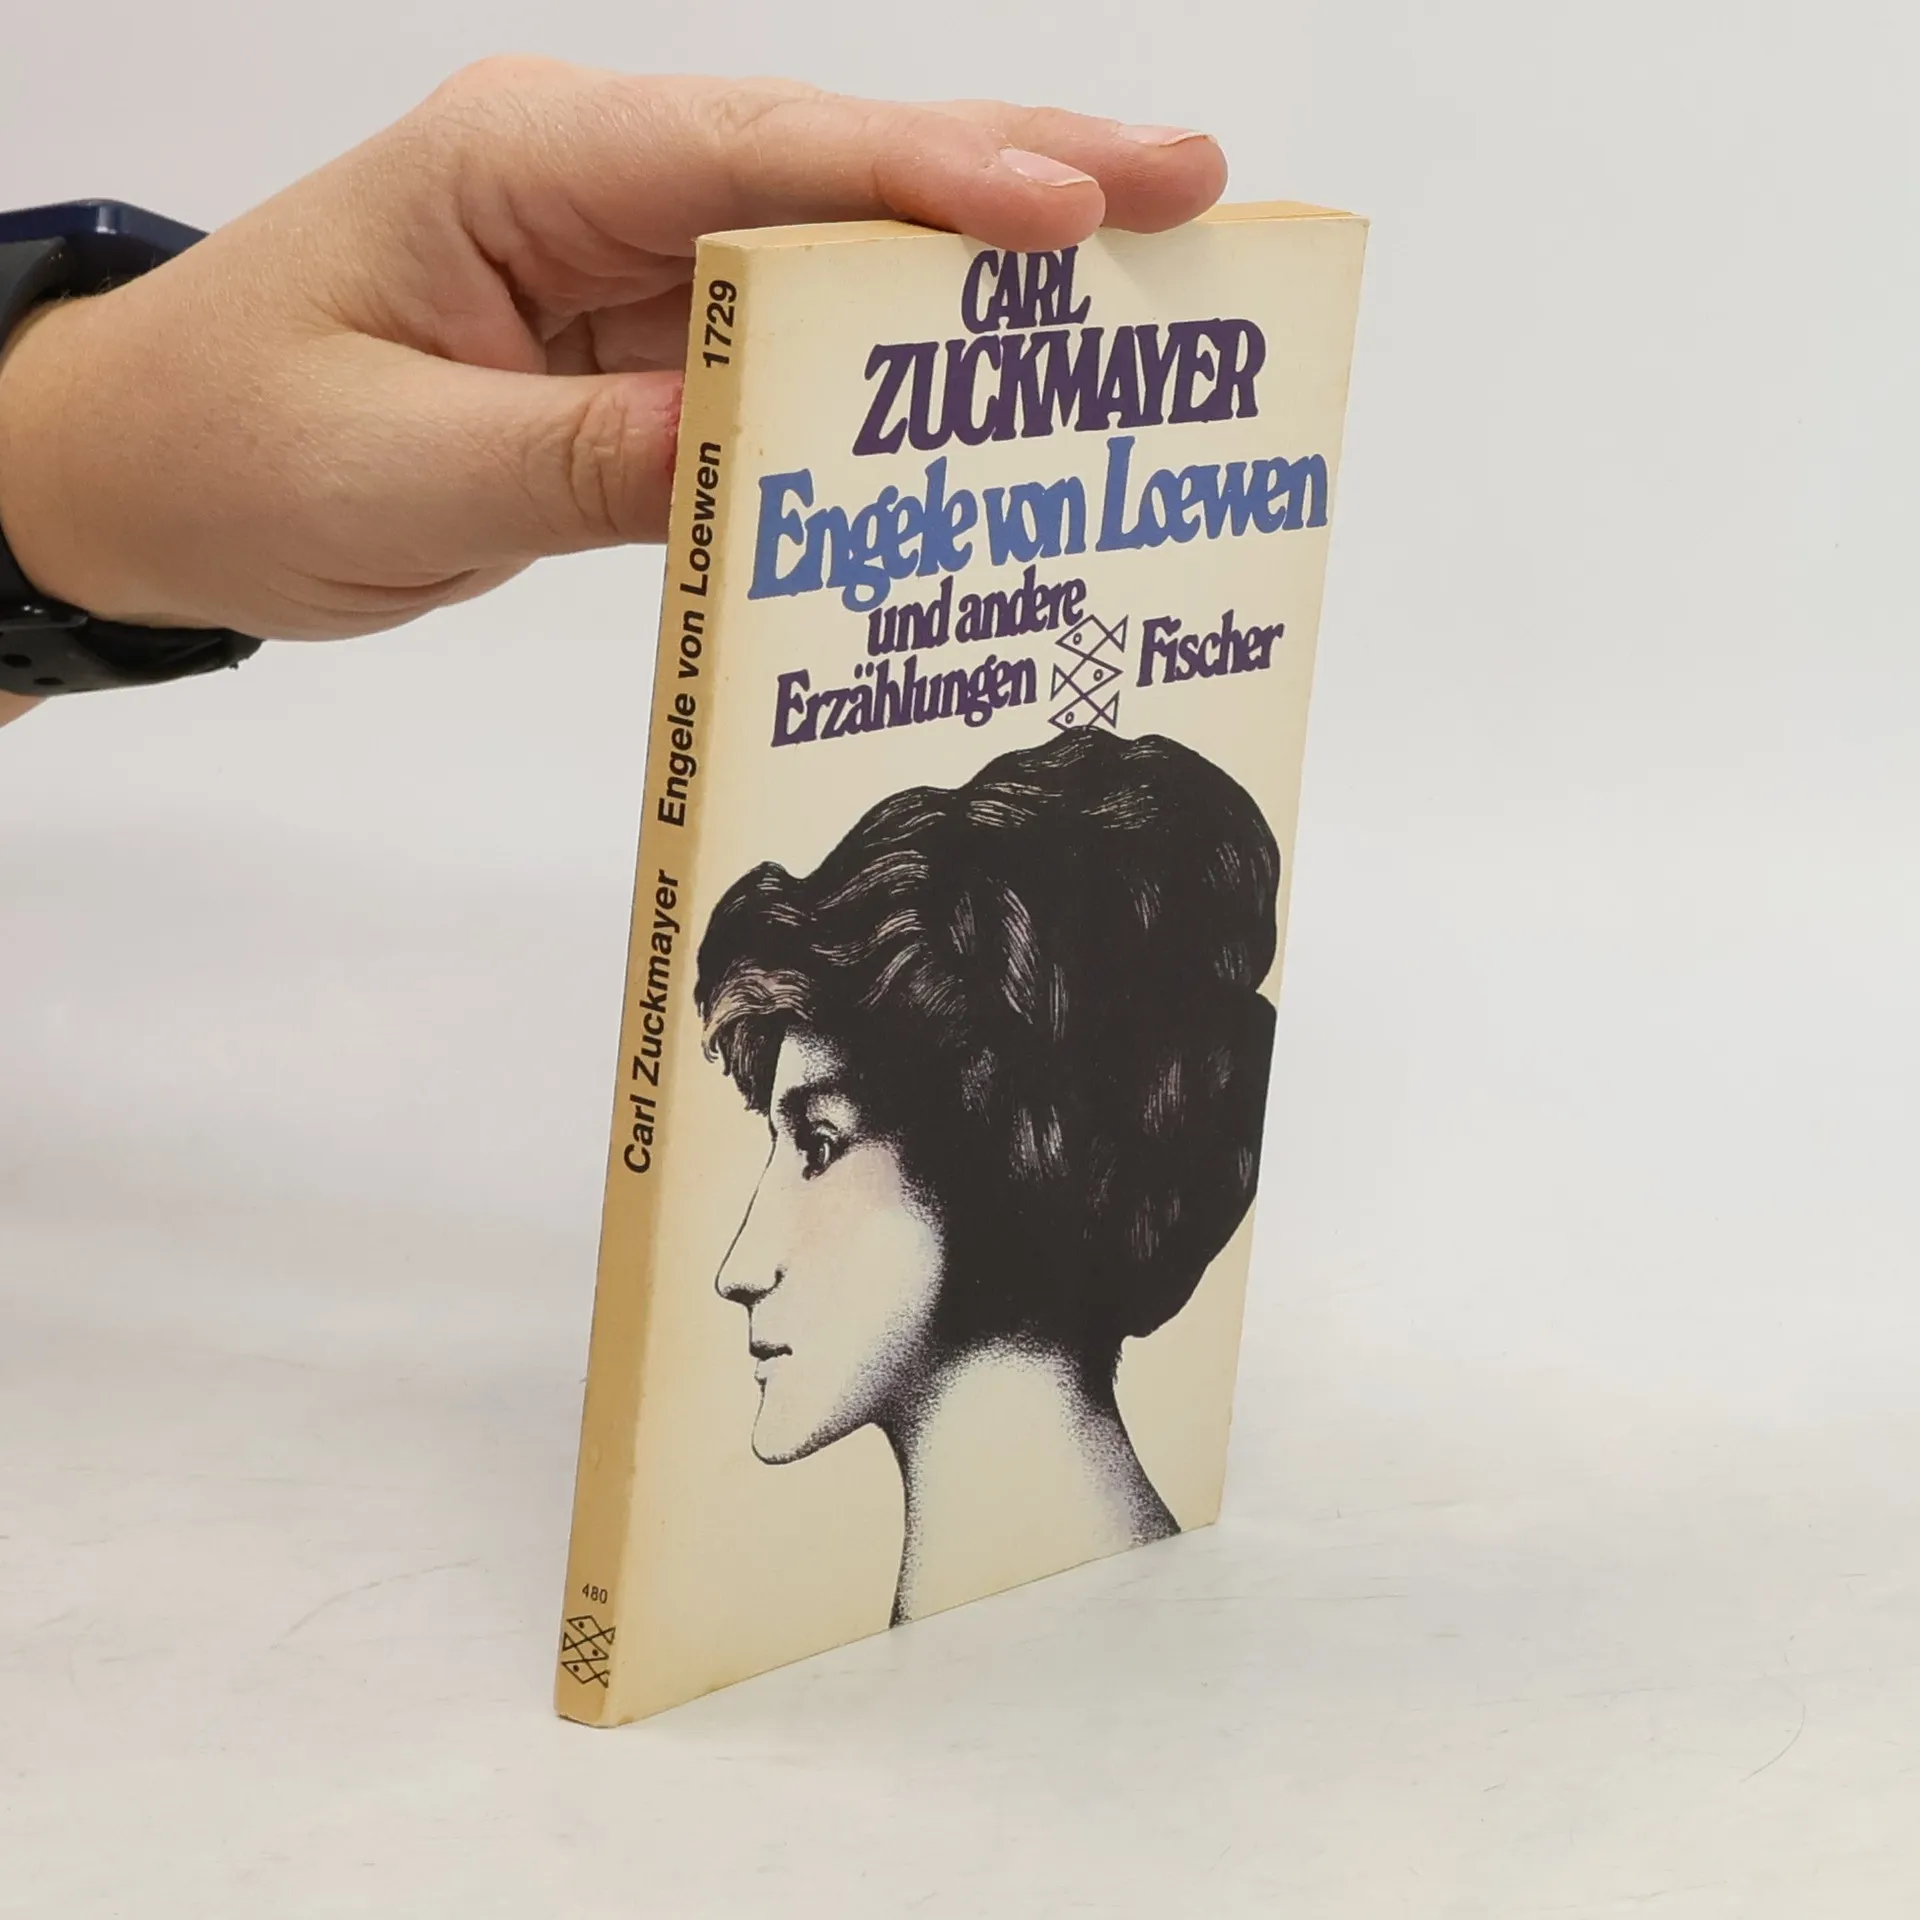 CARL
ZUCKMAYER
Engele von Loewen
und andere
Erzählungen
Fischer
Carl Zuckmayer Engele von Loewen 1729
480